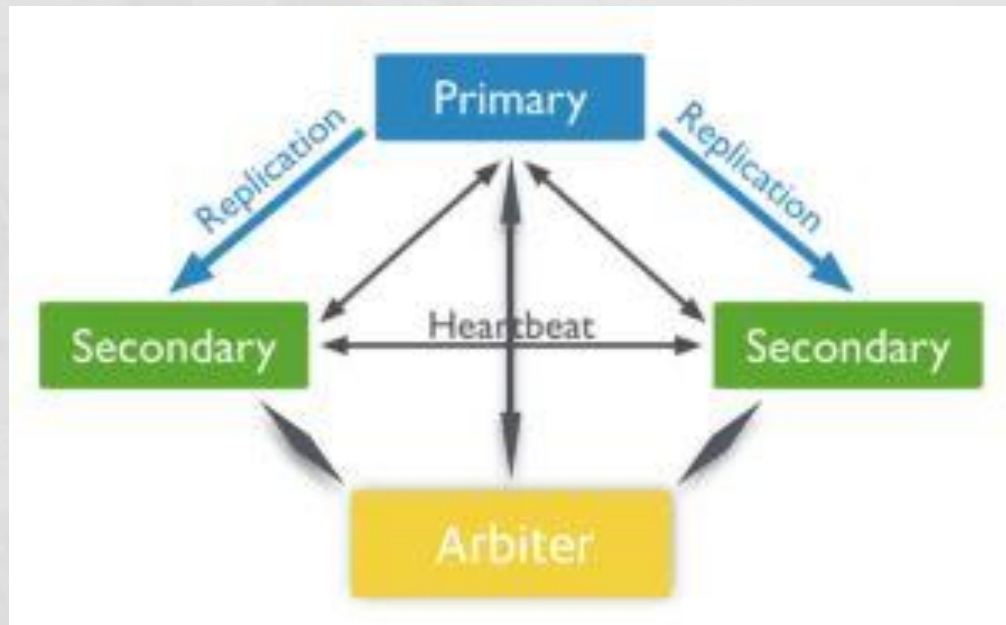 Primary
Replication
Replication
Secondary
Heartbeat
Secondary
Arbiter